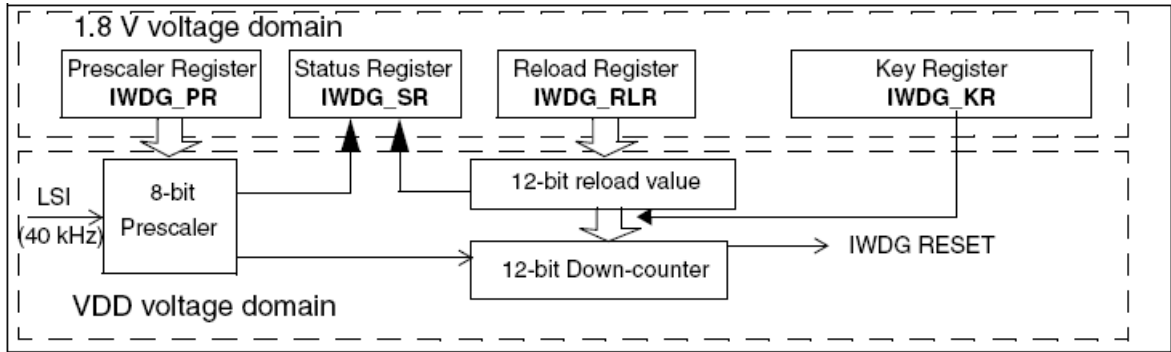 1.8 V voltage domain
Prescaler Register
IWDG_PR
Status Register
IWDG_SR
Reload Register
IWDG_RLR
Key Register
IWDG_KR
LSI
(40 kHz)
8-bit
Prescaler
12-bit reload value
12-bit Down-counter
IWDG RESET
VDD voltage domain